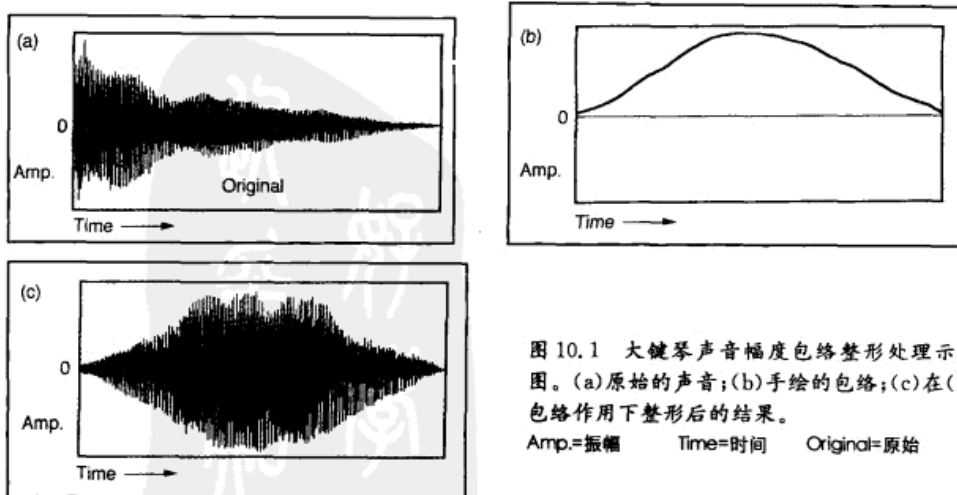 (a)
0
Amp.
Original
Time
(b)
0
Amp.
Time
(c)
0
Amp.
Time
图10.1 大键琴声音幅度包络整形处理示
图。(a)原始的声音;(b)手绘的包络;(c)在(
包络作用下整形后的结果。
Amp.=振幅 Time=时间 Original=原始